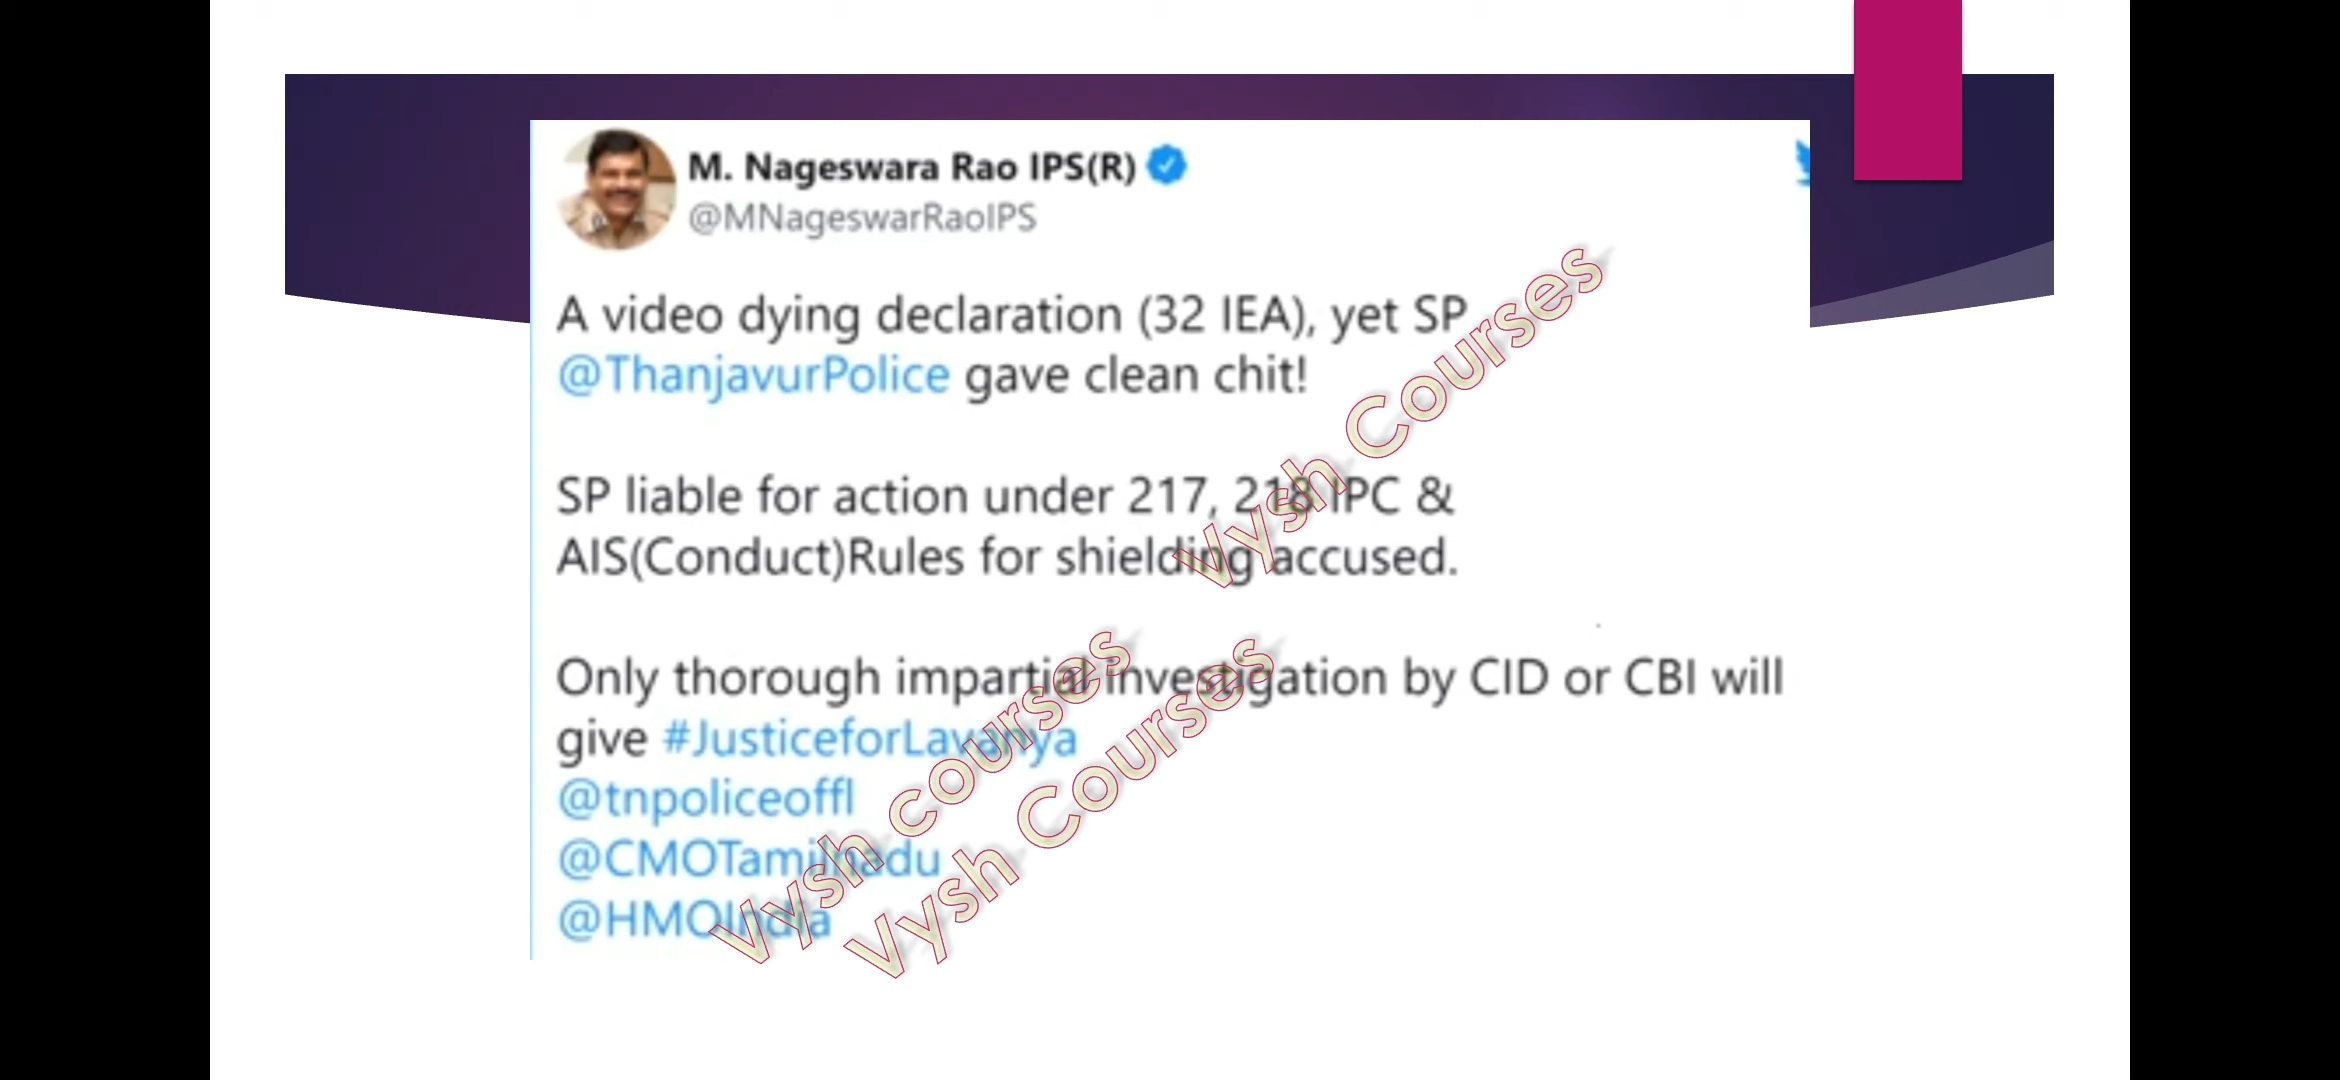 M. Nageswara Rao IPS(R)
@MNageswarRaoIPS
A video dying declaration (32 IEA), yet SP
@ThanjavurPolice gave clean chit!
SP liable for action under 217, 218 IPC &
AIS(Conduct)Rules for shielding accused.
Only thorough impartial investigation by CID or CBI will
give #JusticeforLavanya
@tnpoliceoffl
@CMOTamilnadu
@HMOIndia
Vysh Courses
Vysh courses
Vysh Courses